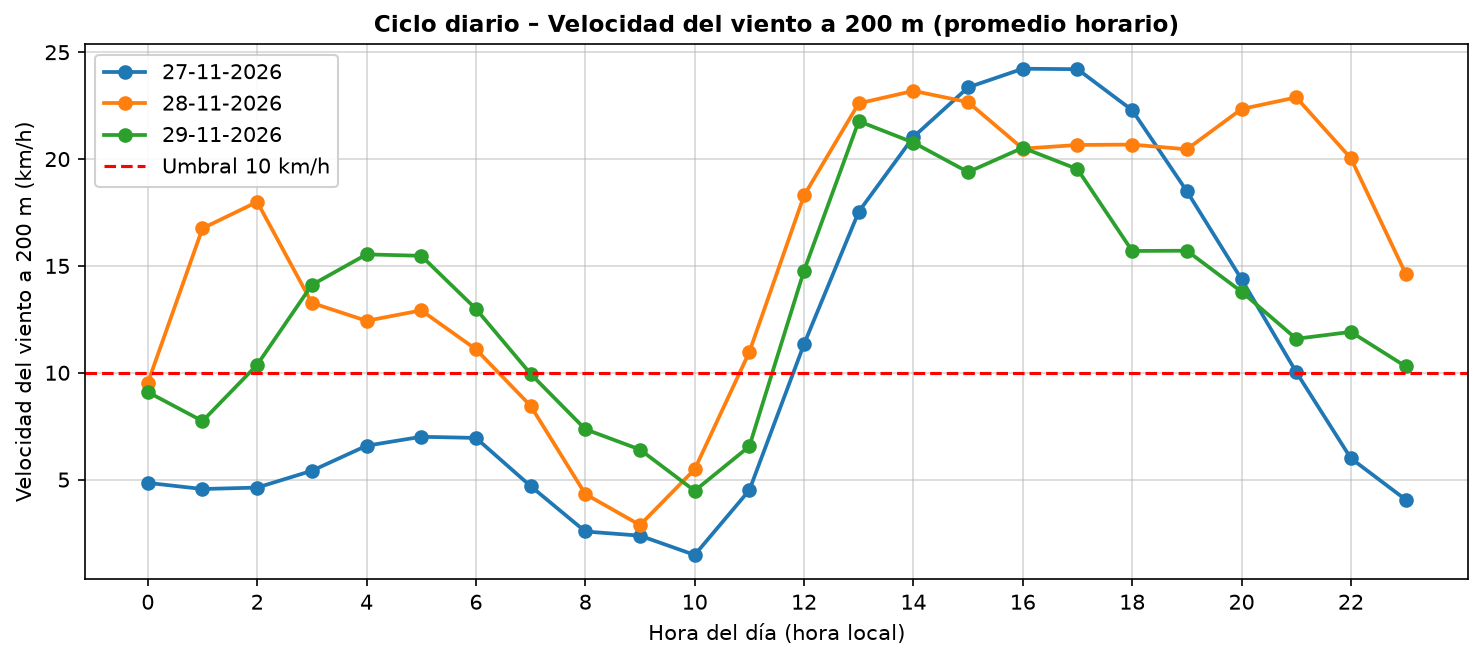 Ciclo diario – Velocidad del viento a 200 m (promedio horario)
27-11-2026
28-11-2026
29-11-2026
Umbral 10 km/h
Velocidad del viento a 200 m (km/h)
25
20
15
10
5
0 2 4 6 8 10 12 14 16 18 20 22
Hora del día (hora local)